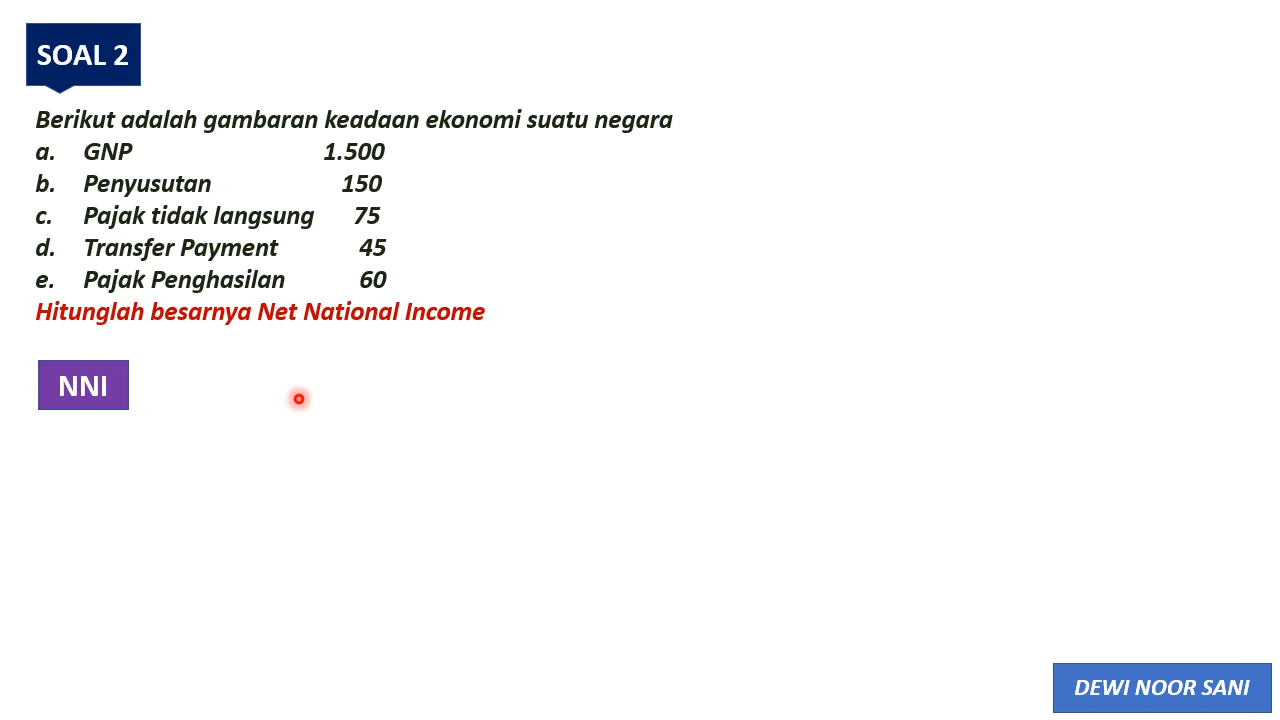 SOAL 2
Berikut adalah gambaran keadaan ekonomi suatu negara
a. GNP 1.500
b. Penyusutan 150
c. Pajak tidak langsung 75
d. Transfer Payment 45
e. Pajak Penghasilan 60
Hitunglah besarnya Net National Income
NNI
DEWI NOOR SANI